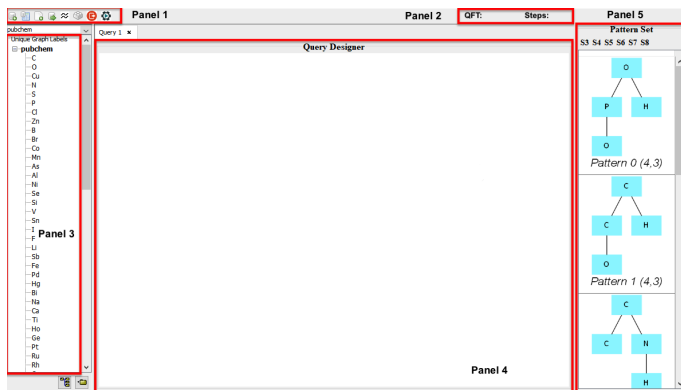 Panel 1
Panel 2
QFT: Steps:
Panel 5
pubchem
Query 1 ×
Unique Graph Labels
pubchem
C
O
Cu
N
S
P
Cl
Zn
B
Br
Co
Mn
As
Al
Ni
Se
Si
V
Sn
I
F
Li
Sb
Fe
Pd
Hg
Bi
Na
Ca
Ti
Ho
Ge
Pt
Ru
Rh
Panel 3
Query Designer
Panel 4
Pattern Set
S3 S4 S5 S6 S7 S8
O
P H
O
Pattern 0 (4,3)
C
C H
O
Pattern 1 (4,3)
C
C N
H